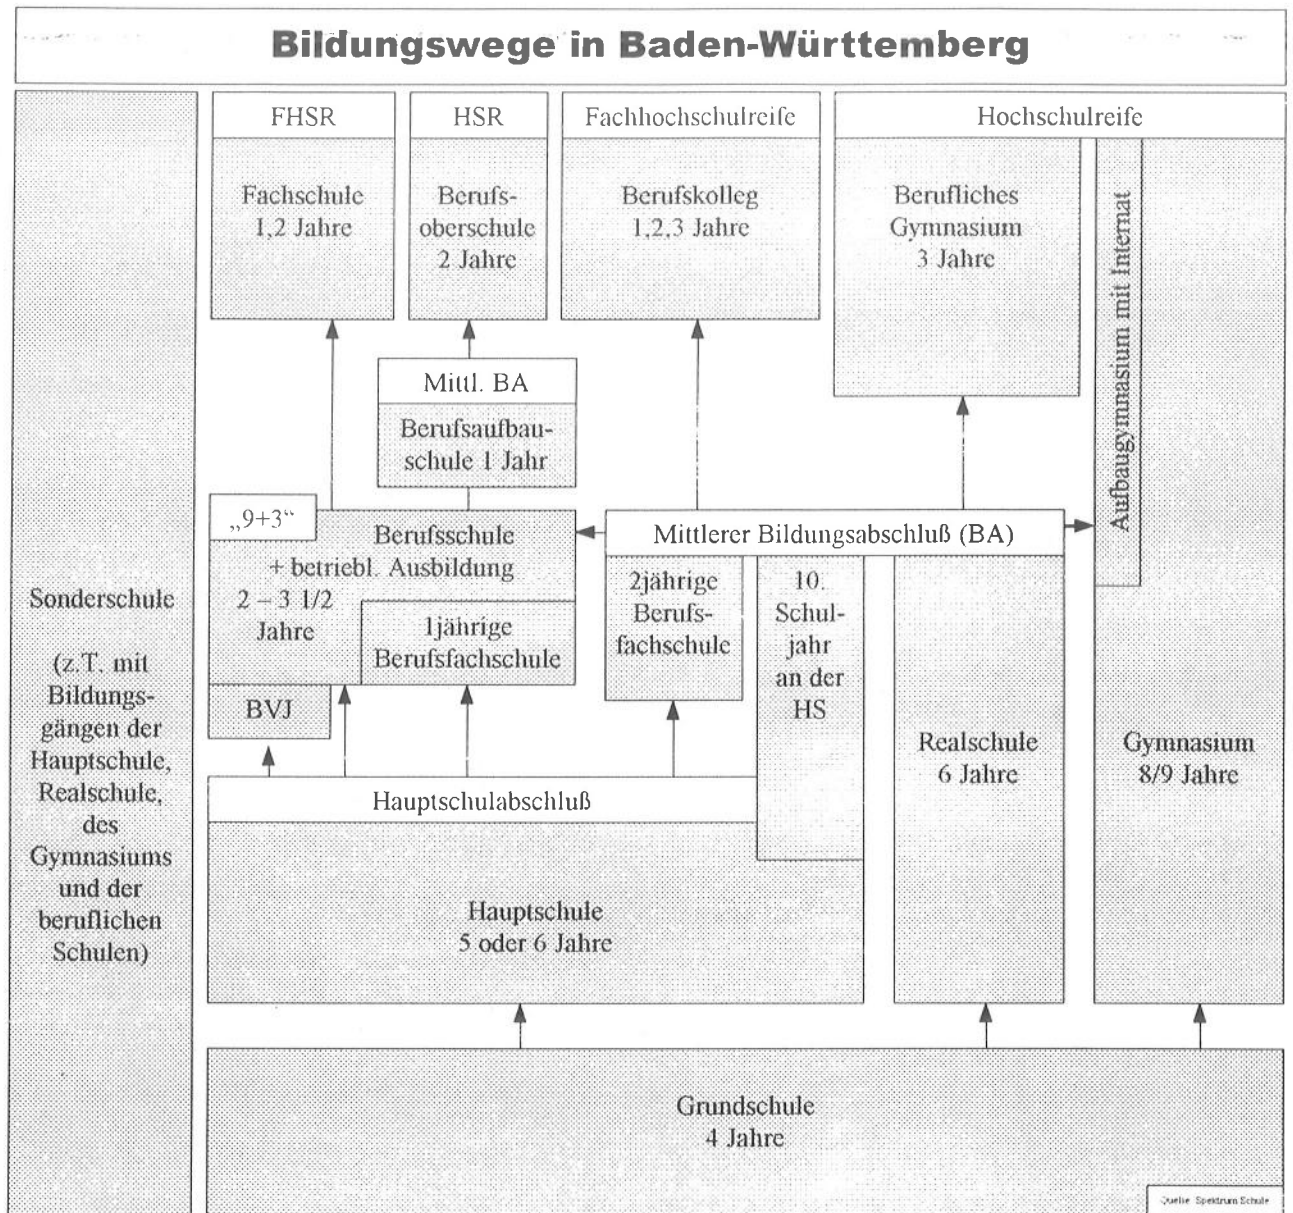 Bildungswege in Baden-Württemberg
FHSR
HSR
Fachhochschulreife
Hochschulreife
Fachschule
1,2 Jahre
Berufs-
oberschule
2 Jahre
Berufskolleg
1,2,3 Jahre
Berufliches
Gymnasium
3 Jahre
Aufbaugymnasium mit Internat
Mittl. BA
Berufsaufbau-
schule 1 Jahr
„9+3“
Berufsschule
+ betriebl. Ausbildung
2 – 3 1/2
Jahre
1jährige
Berufsfachschule
BVJ
Mittlerer Bildungsabschluß (BA)
2jährige
Berufs-
fachschule
10.
Schul-
jahr
an der
HS
Realschule
6 Jahre
Gymnasium
8/9 Jahre
Sonderschule
(z.T. mit
Bildungs-
gängen der
Hauptschule,
Realschule,
des
Gymnasiums
und der
beruflichen
Schulen)
Hauptschulabschluß
Hauptschule
5 oder 6 Jahre
Grundschule
4 Jahre
Quelle Spektrum Schule